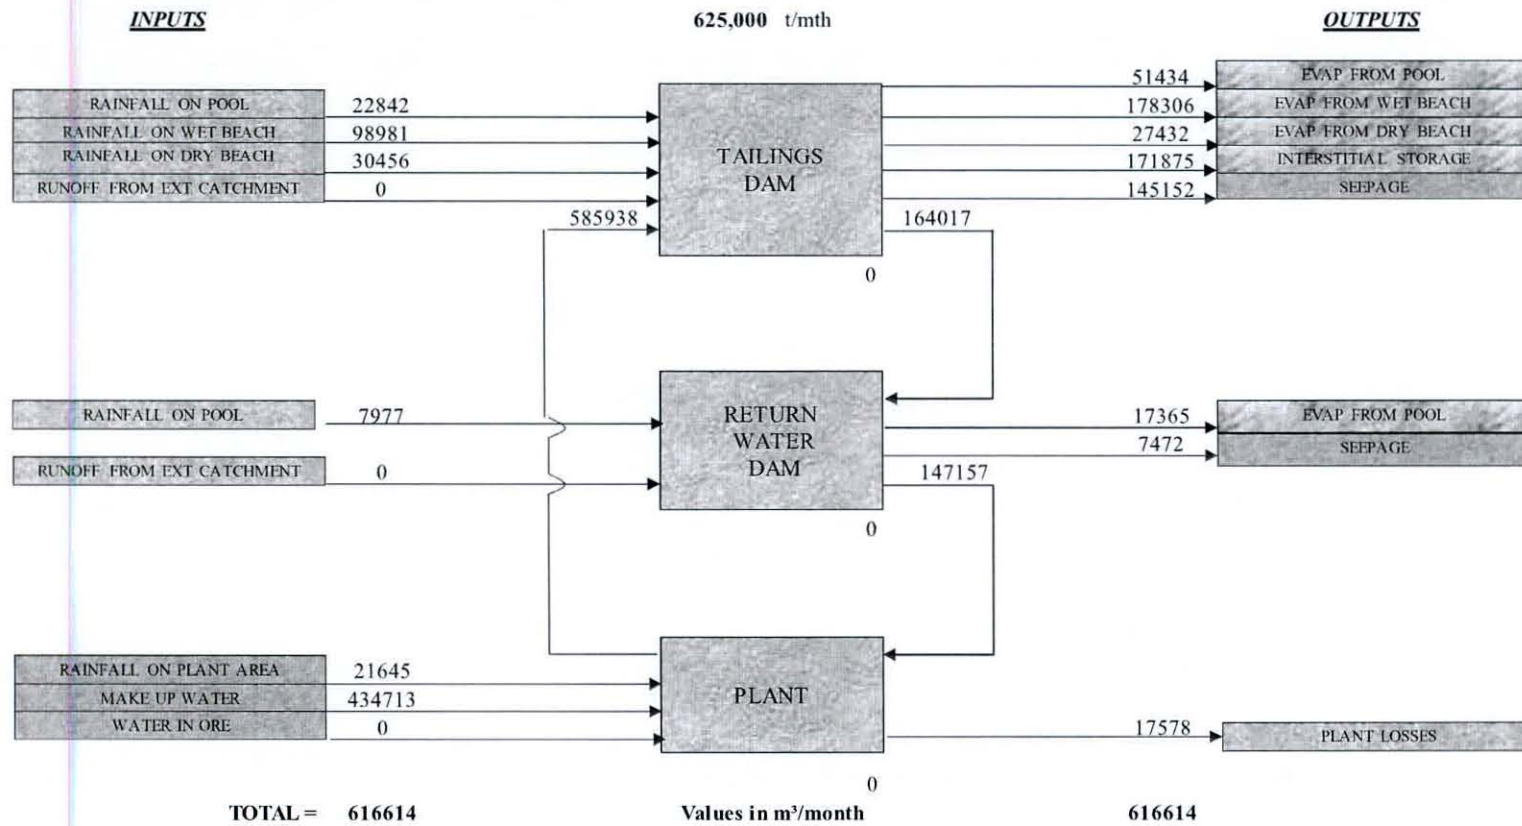 INPUTS 625,000 t/mth OUTPUTS
51434 EVAP FROM POOL
RAINFALL ON POOL 22842 178306 EVAP FROM WET BEACH
RAINFALL ON WET BEACH 98981 27432 EVAP FROM DRY BEACH
RAINFALL ON DRY BEACH 30456 TAILINGS 171875 INTERSTITIAL STORAGE
RUNOFF FROM EXT CATCHMENT 0 DAM 145152 SEEPAGE
585938 164017
0
RAINFALL ON POOL 7977 RETURN 17365 EVAP FROM POOL
WATER 7472 SEEPAGE
RUNOFF FROM EXT CATCHMENT 0 DAM 147157
0
RAINFALL ON PLANT AREA 21645
MAKE UP WATER 434713 PLANT
WATER IN ORE 0 17578 PLANT LOSSES
0
TOTAL = 616614 Values in m³/month 616614